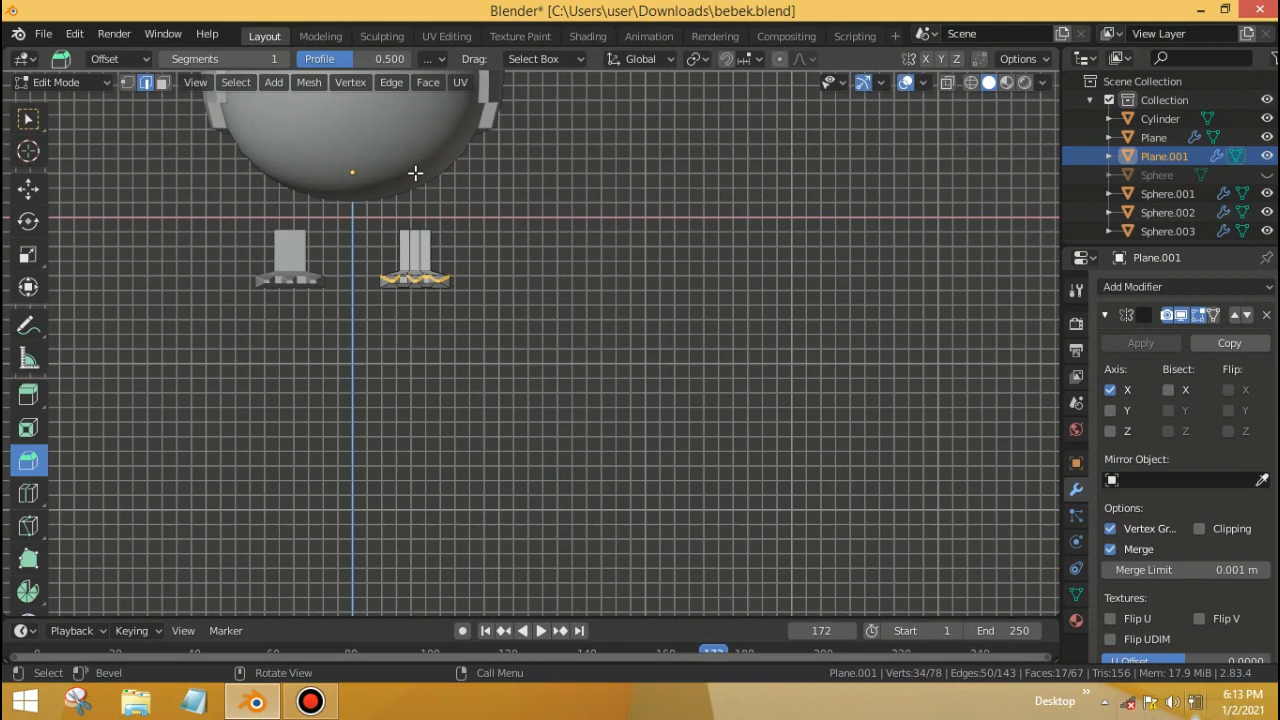 Blender* [C:\Users\user\Downloads\bebek.blend]
File Edit Render Window Help Layout Modeling Sculpting UV Editing Texture Paint Shading Animation Rendering Compositing Scripting + Scene View Layer
Offset Segments 1 Profile 0.500 ... Drag: Select Box Global X Y Z Options
Edit Mode View Select Add Mesh Vertex Edge Face UV
Scene Collection
Collection
Cylinder
Plane
Plane.001
Sphere
Sphere.001
Sphere.002
Sphere.003
Plane.001
Add Modifier
Apply Copy
Axis: Bisect: Flip:
X X X
Y Y Y
Z Z Z
Mirror Object:
Options:
Vertex Gr... Clipping
Merge
Merge Limit 0.001 m
Textures:
Flip U Flip V
Flip UDIM
U Offset 0.0000
Playback Keying View Marker 172 Start 1 End 250
172
Select Bevel Rotate View Call Menu Plane.001 | Verts:34/78 | Edges:50/143 | Faces:17/67 | Tris:156 | Mem: 17.9 MiB | 2.83.4
Desktop »
6:13 PM
1/2/2021